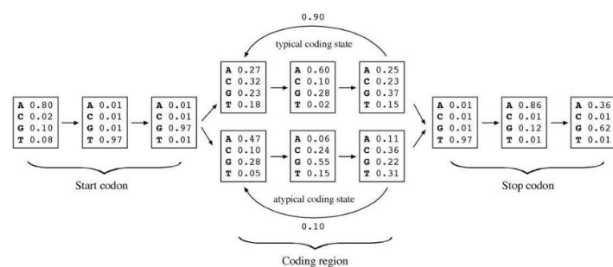 0.90
typical coding state
A 0.27
C 0.32
G 0.23
T 0.18
A 0.60
C 0.10
G 0.28
T 0.02
A 0.25
C 0.23
G 0.37
T 0.15
A 0.80
C 0.02
G 0.10
T 0.08
A 0.01
C 0.01
G 0.01
T 0.97
A 0.01
C 0.01
G 0.97
T 0.01
A 0.01
C 0.01
G 0.01
T 0.97
A 0.86
C 0.01
G 0.12
T 0.01
A 0.36
C 0.01
G 0.62
T 0.01
A 0.47
C 0.10
G 0.28
T 0.05
A 0.06
C 0.24
G 0.55
T 0.15
A 0.11
C 0.36
G 0.22
T 0.31
Start codon
atypical coding state
Stop codon
0.10
Coding region